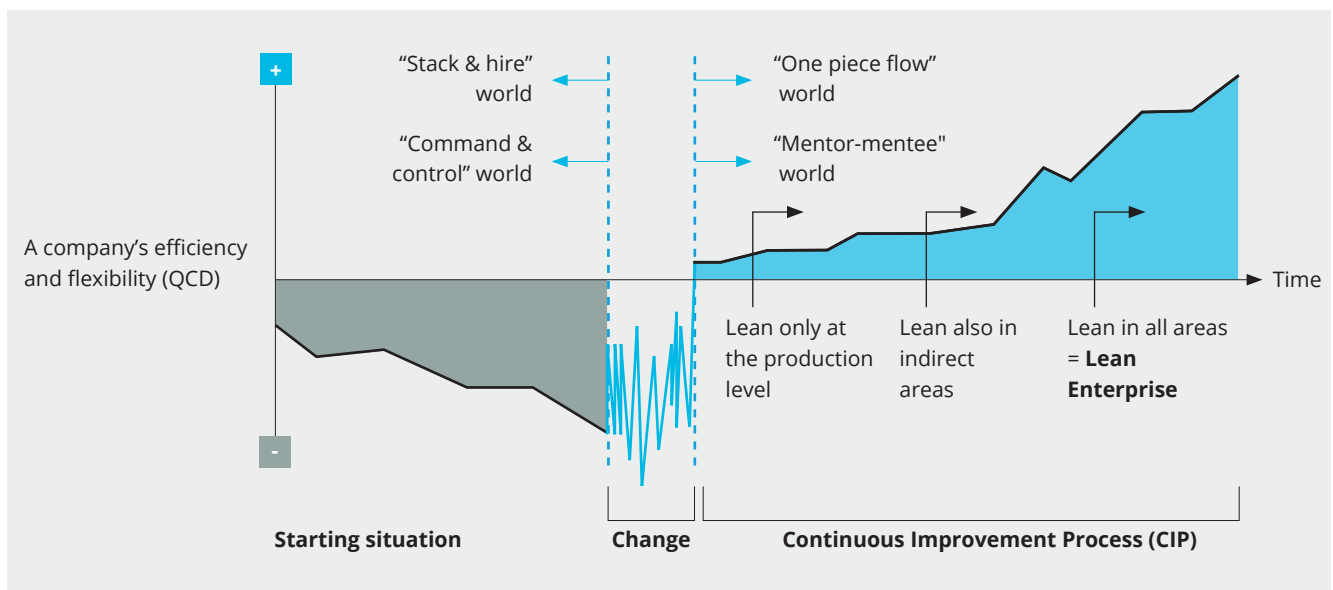 +
“Stack & hire”
world
“One piece flow”
world
“Command &
control” world
“Mentor-mentee"
world
A company’s efficiency
and flexibility (QCD)
Time
Lean only at
the production
level
Lean also in
indirect
areas
Lean in all areas
= Lean
Enterprise
-
Starting situation
Change
Continuous Improvement Process (CIP)